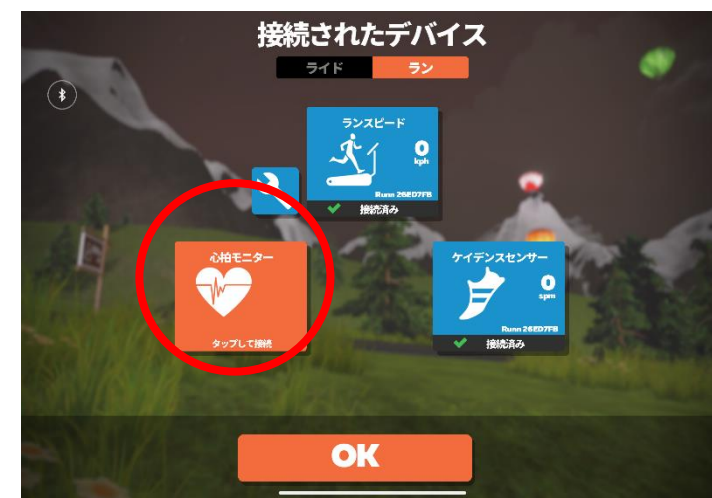 接続されたデバイス
ライド ラン
ランスピード
0
kph
Runn 26ED7FB
接続済み
心拍モニター
タップして接続
ケイデンスセンサー
0
spm
Runn 26ED7FB
接続済み
OK